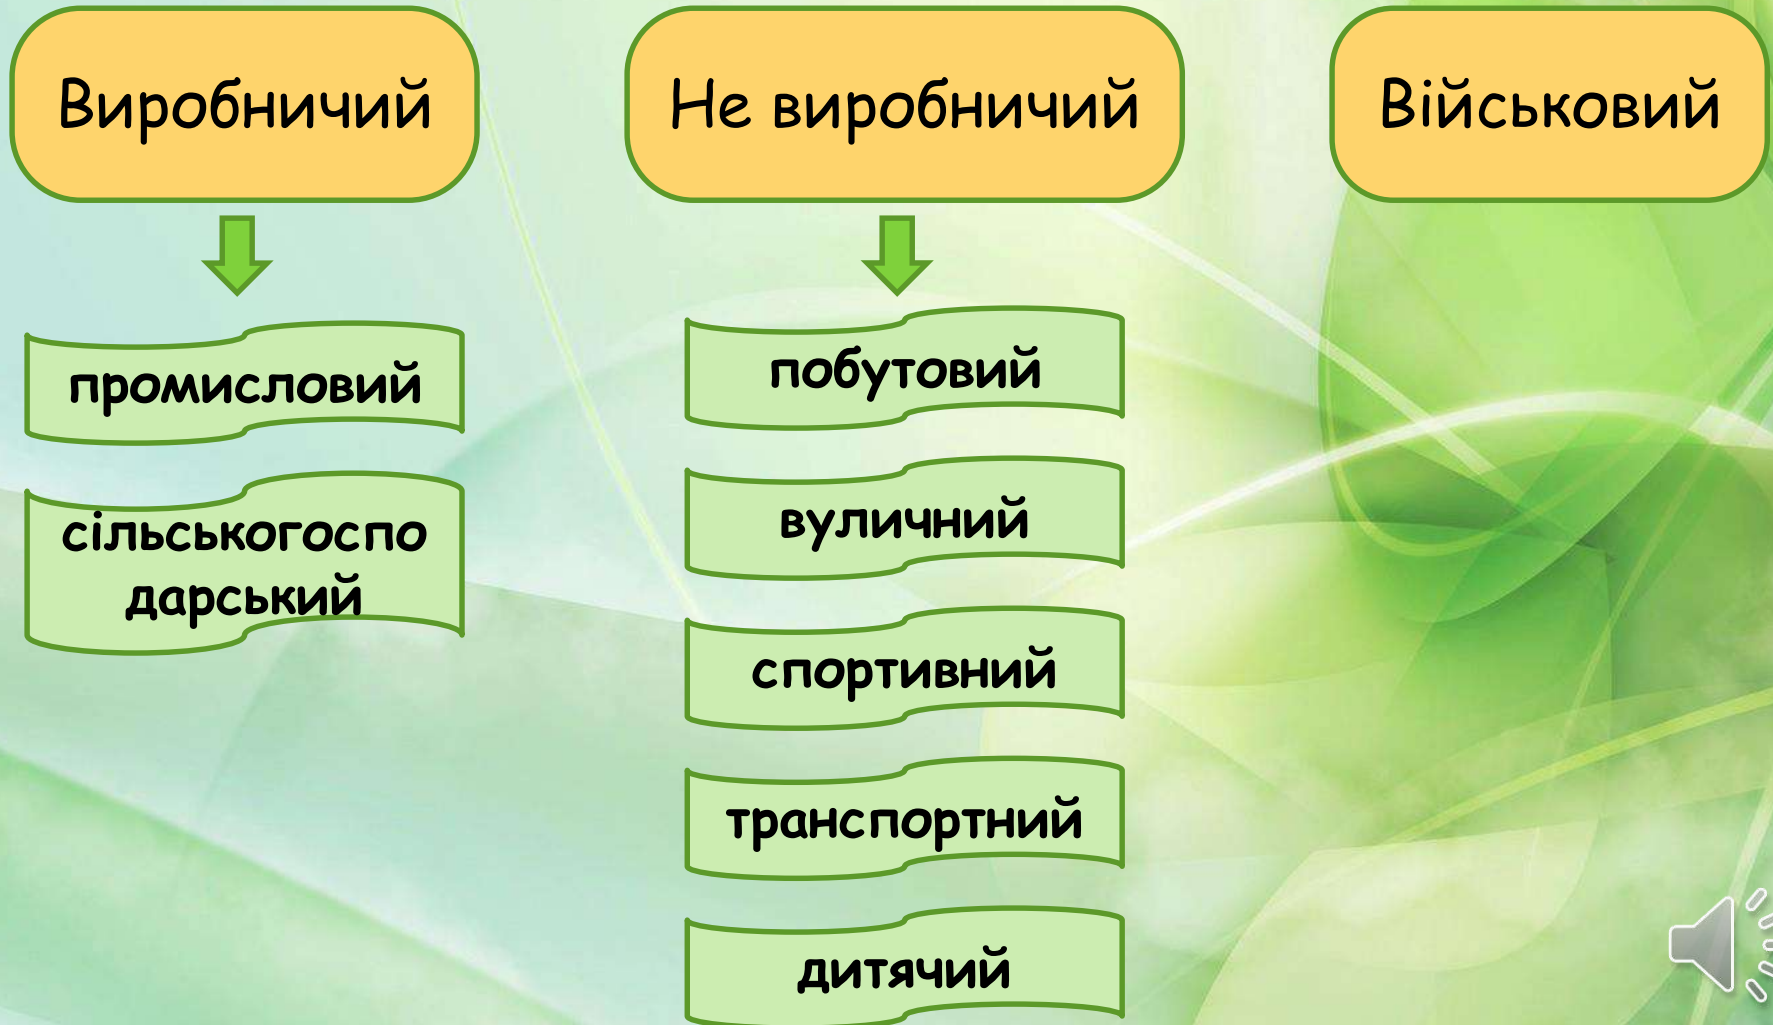 Виробничий
Не виробничий
Військовий
промисловий
сільськогоспо
дарський
побутовий
вуличний
спортивний
транспортний
дитячий